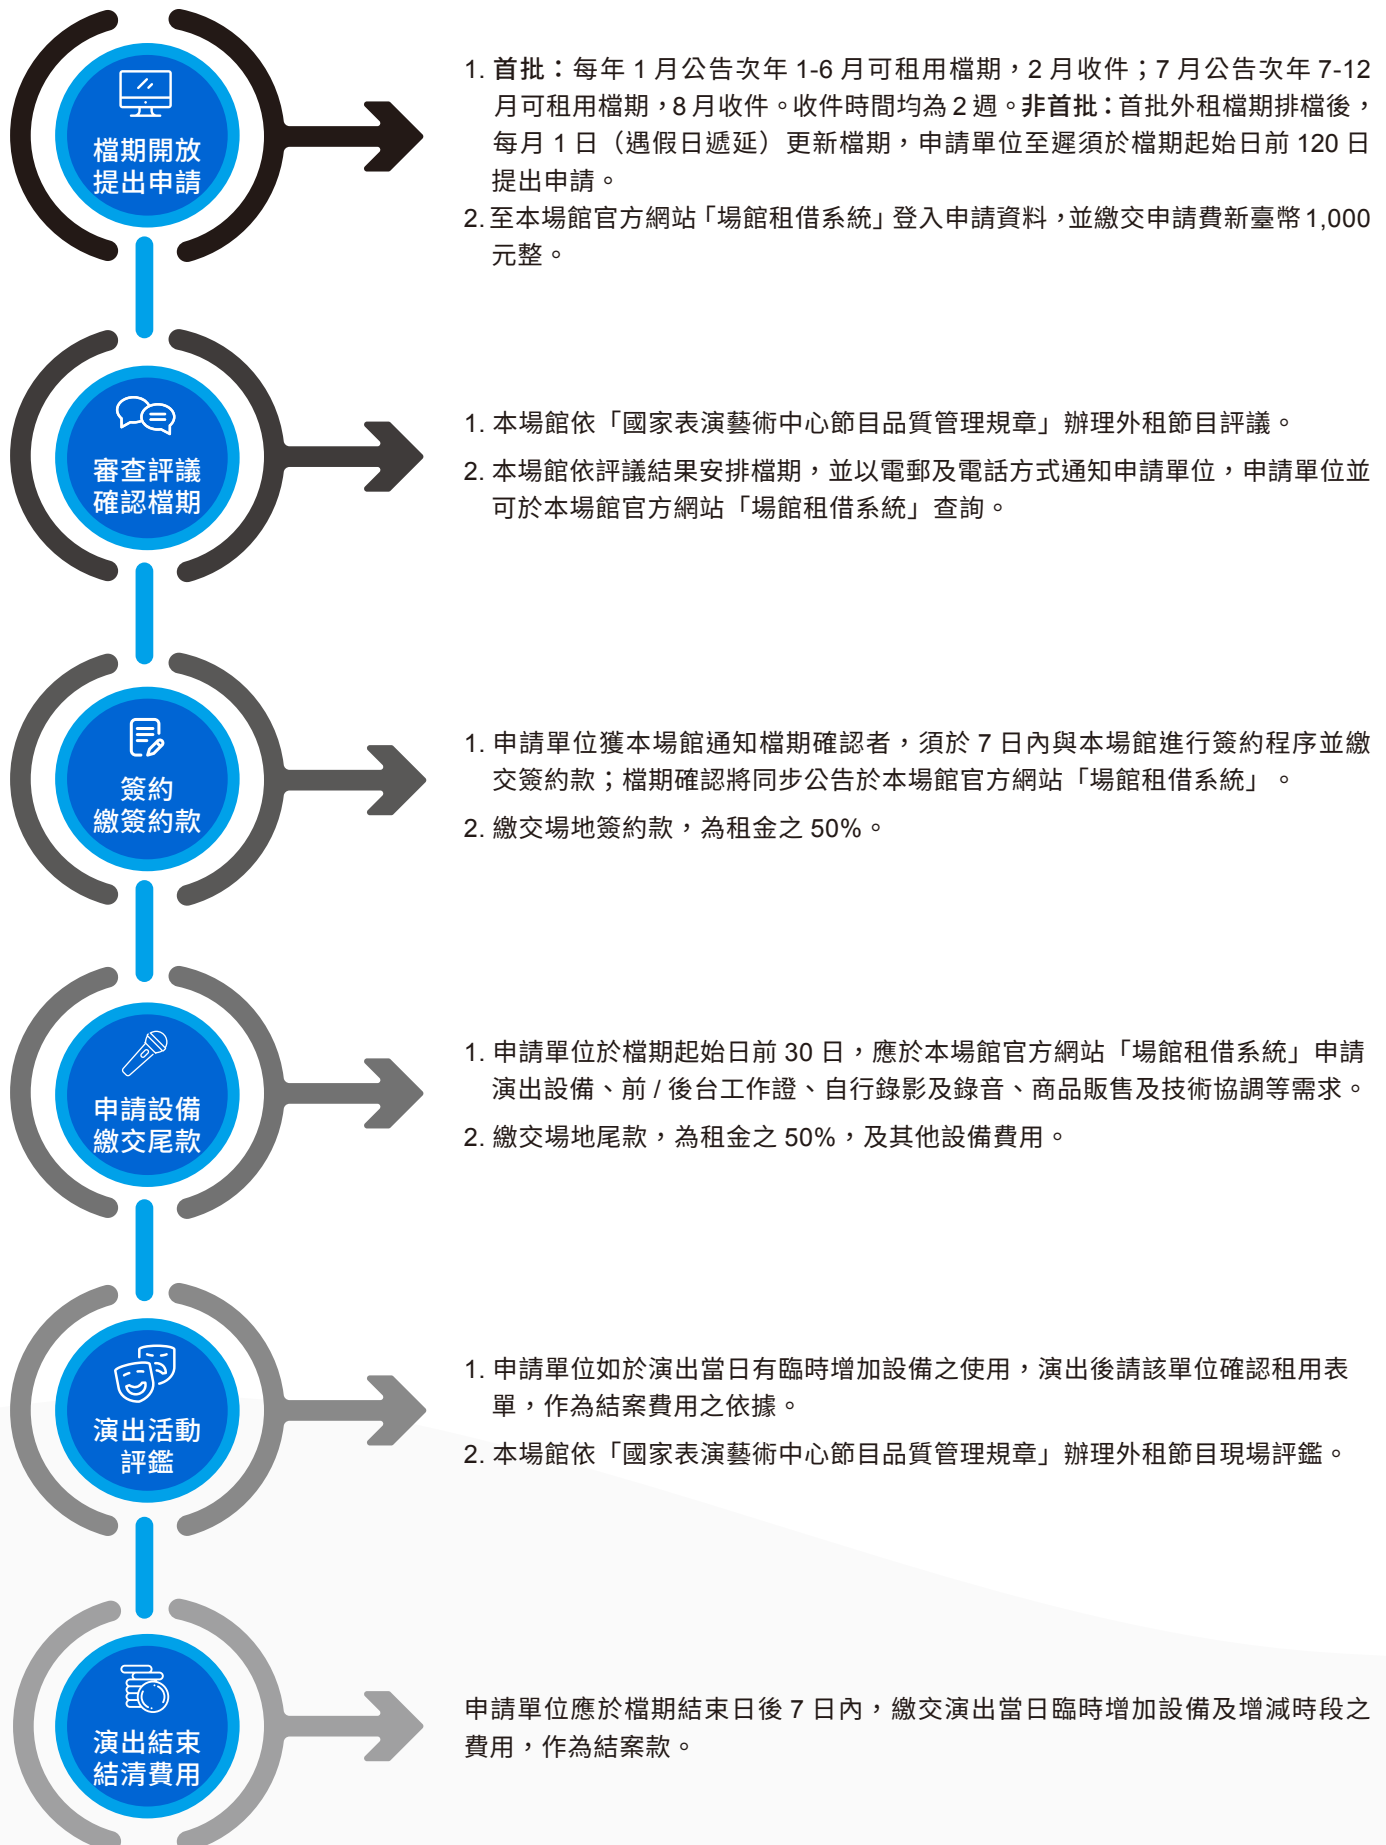 檔期開放
提出申請
1. 首批：每年 1 月公告次年 1-6 月可租用檔期，2 月收件；7 月公告次年 7-12
月可租用檔期，8 月收件。收件時間均為 2 週。非首批：首批外租檔期排檔後，
每月 1 日（遇假日遞延）更新檔期，申請單位至遲須於檔期起始日前 120 日
提出申請。
2. 至本場館官方網站「場館租借系統」登入申請資料，並繳交申請費新臺幣 1,000
元整。
審查評議
確認檔期
1. 本場館依「國家表演藝術中心節目品質管理規章」辦理外租節目評議。
2. 本場館依評議結果安排檔期，並以電郵及電話方式通知申請單位，申請單位並
可於本場館官方網站「場館租借系統」查詢。
簽約
繳簽約款
1. 申請單位獲本場館通知檔期確認者，須於 7 日內與本場館進行簽約程序並繳
交簽約款；檔期確認將同步公告於本場館官方網站「場館租借系統」。
2. 繳交場地簽約款，為租金之 50%。
申請設備
繳交尾款
1. 申請單位於檔期起始日前 30 日，應於本場館官方網站「場館租借系統」申請
演出設備、前 / 後台工作證、自行錄影及錄音、商品販售及技術協調等需求。
2. 繳交場地尾款，為租金之 50%，及其他設備費用。
演出活動
評鑑
1. 申請單位如於演出當日有臨時增加設備之使用，演出後請該單位確認租用表
單，作為結案費用之依據。
2. 本場館依「國家表演藝術中心節目品質管理規章」辦理外租節目現場評鑑。
演出結束
結清費用
申請單位應於檔期結束日後 7 日內，繳交演出當日臨時增加設備及增減時段之
費用，作為結案款。